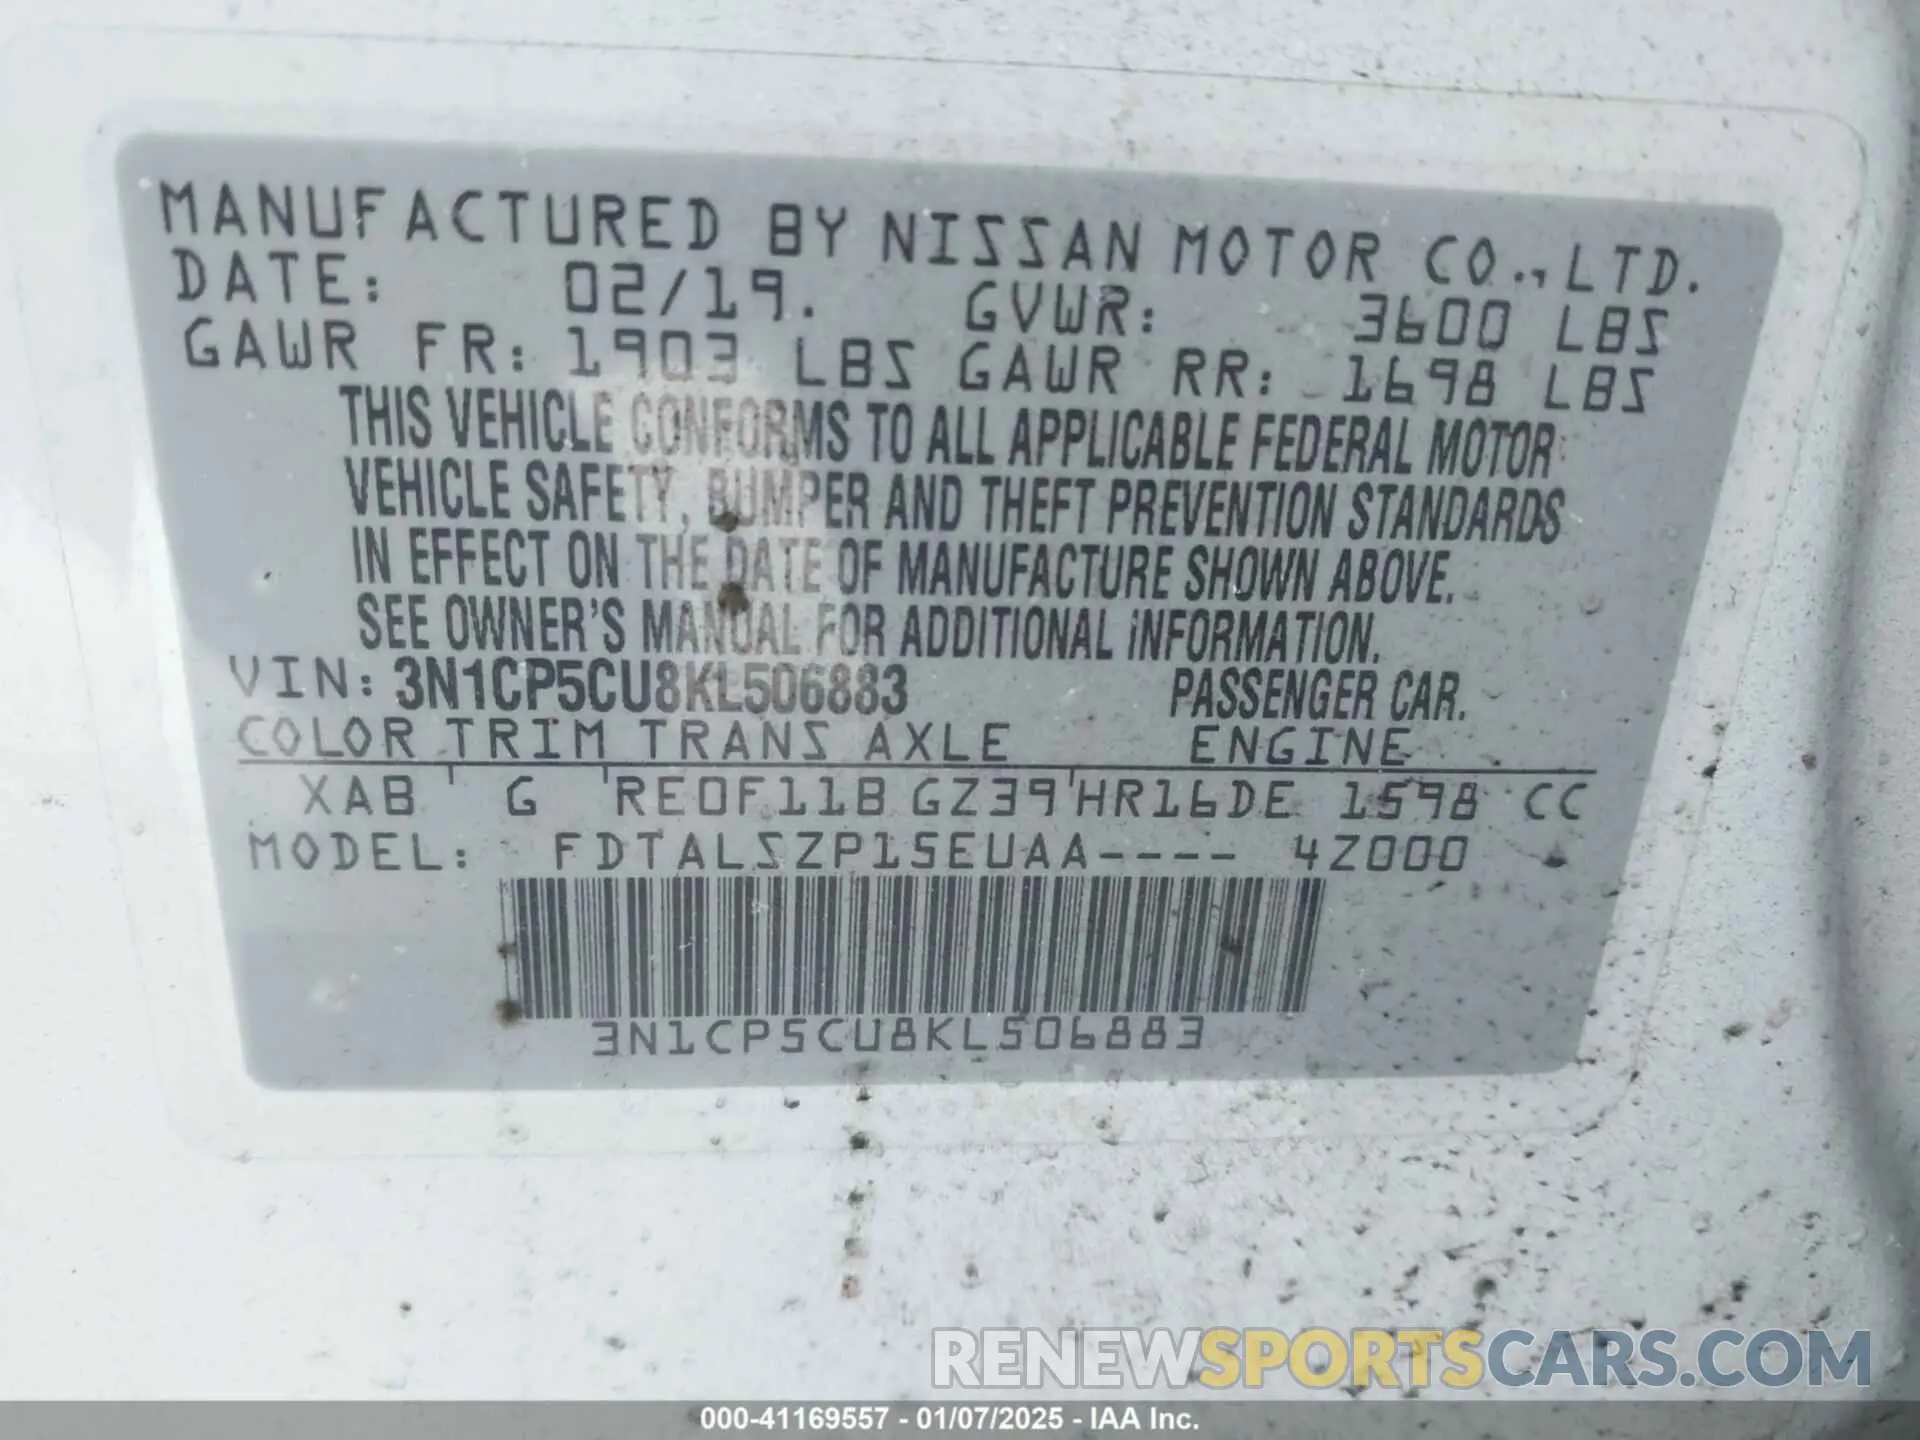 MANUFACTURED BY NISSAN MOTOR CO.,LTD.
DATE: 02/19. GVWR: 3600 LBS
GAWR FR: 1903 LBS GAWR RR: 1698 LBS
THIS VEHICLE CONFORMS TO ALL APPLICABLE FEDERAL MOTOR
VEHICLE SAFETY, BUMPER AND THEFT PREVENTION STANDARDS
IN EFFECT ON THE DATE OF MANUFACTURE SHOWN ABOVE.
SEE OWNER'S MANUAL FOR ADDITIONAL INFORMATION.
VIN: 3N1CP5CU8KL506883 PASSENGER CAR.
COLOR TRIM TRANS AXLE ENGINE
XAB G RE0F11B GZ39 HR16DE 1598 CC
MODEL: FDTALSZP15EUAA---- 4Z000
3N1CP5CU8KL506883
RENEWSPORTSCARS.COM
000-41169557 - 01/07/2025 - IAA Inc.